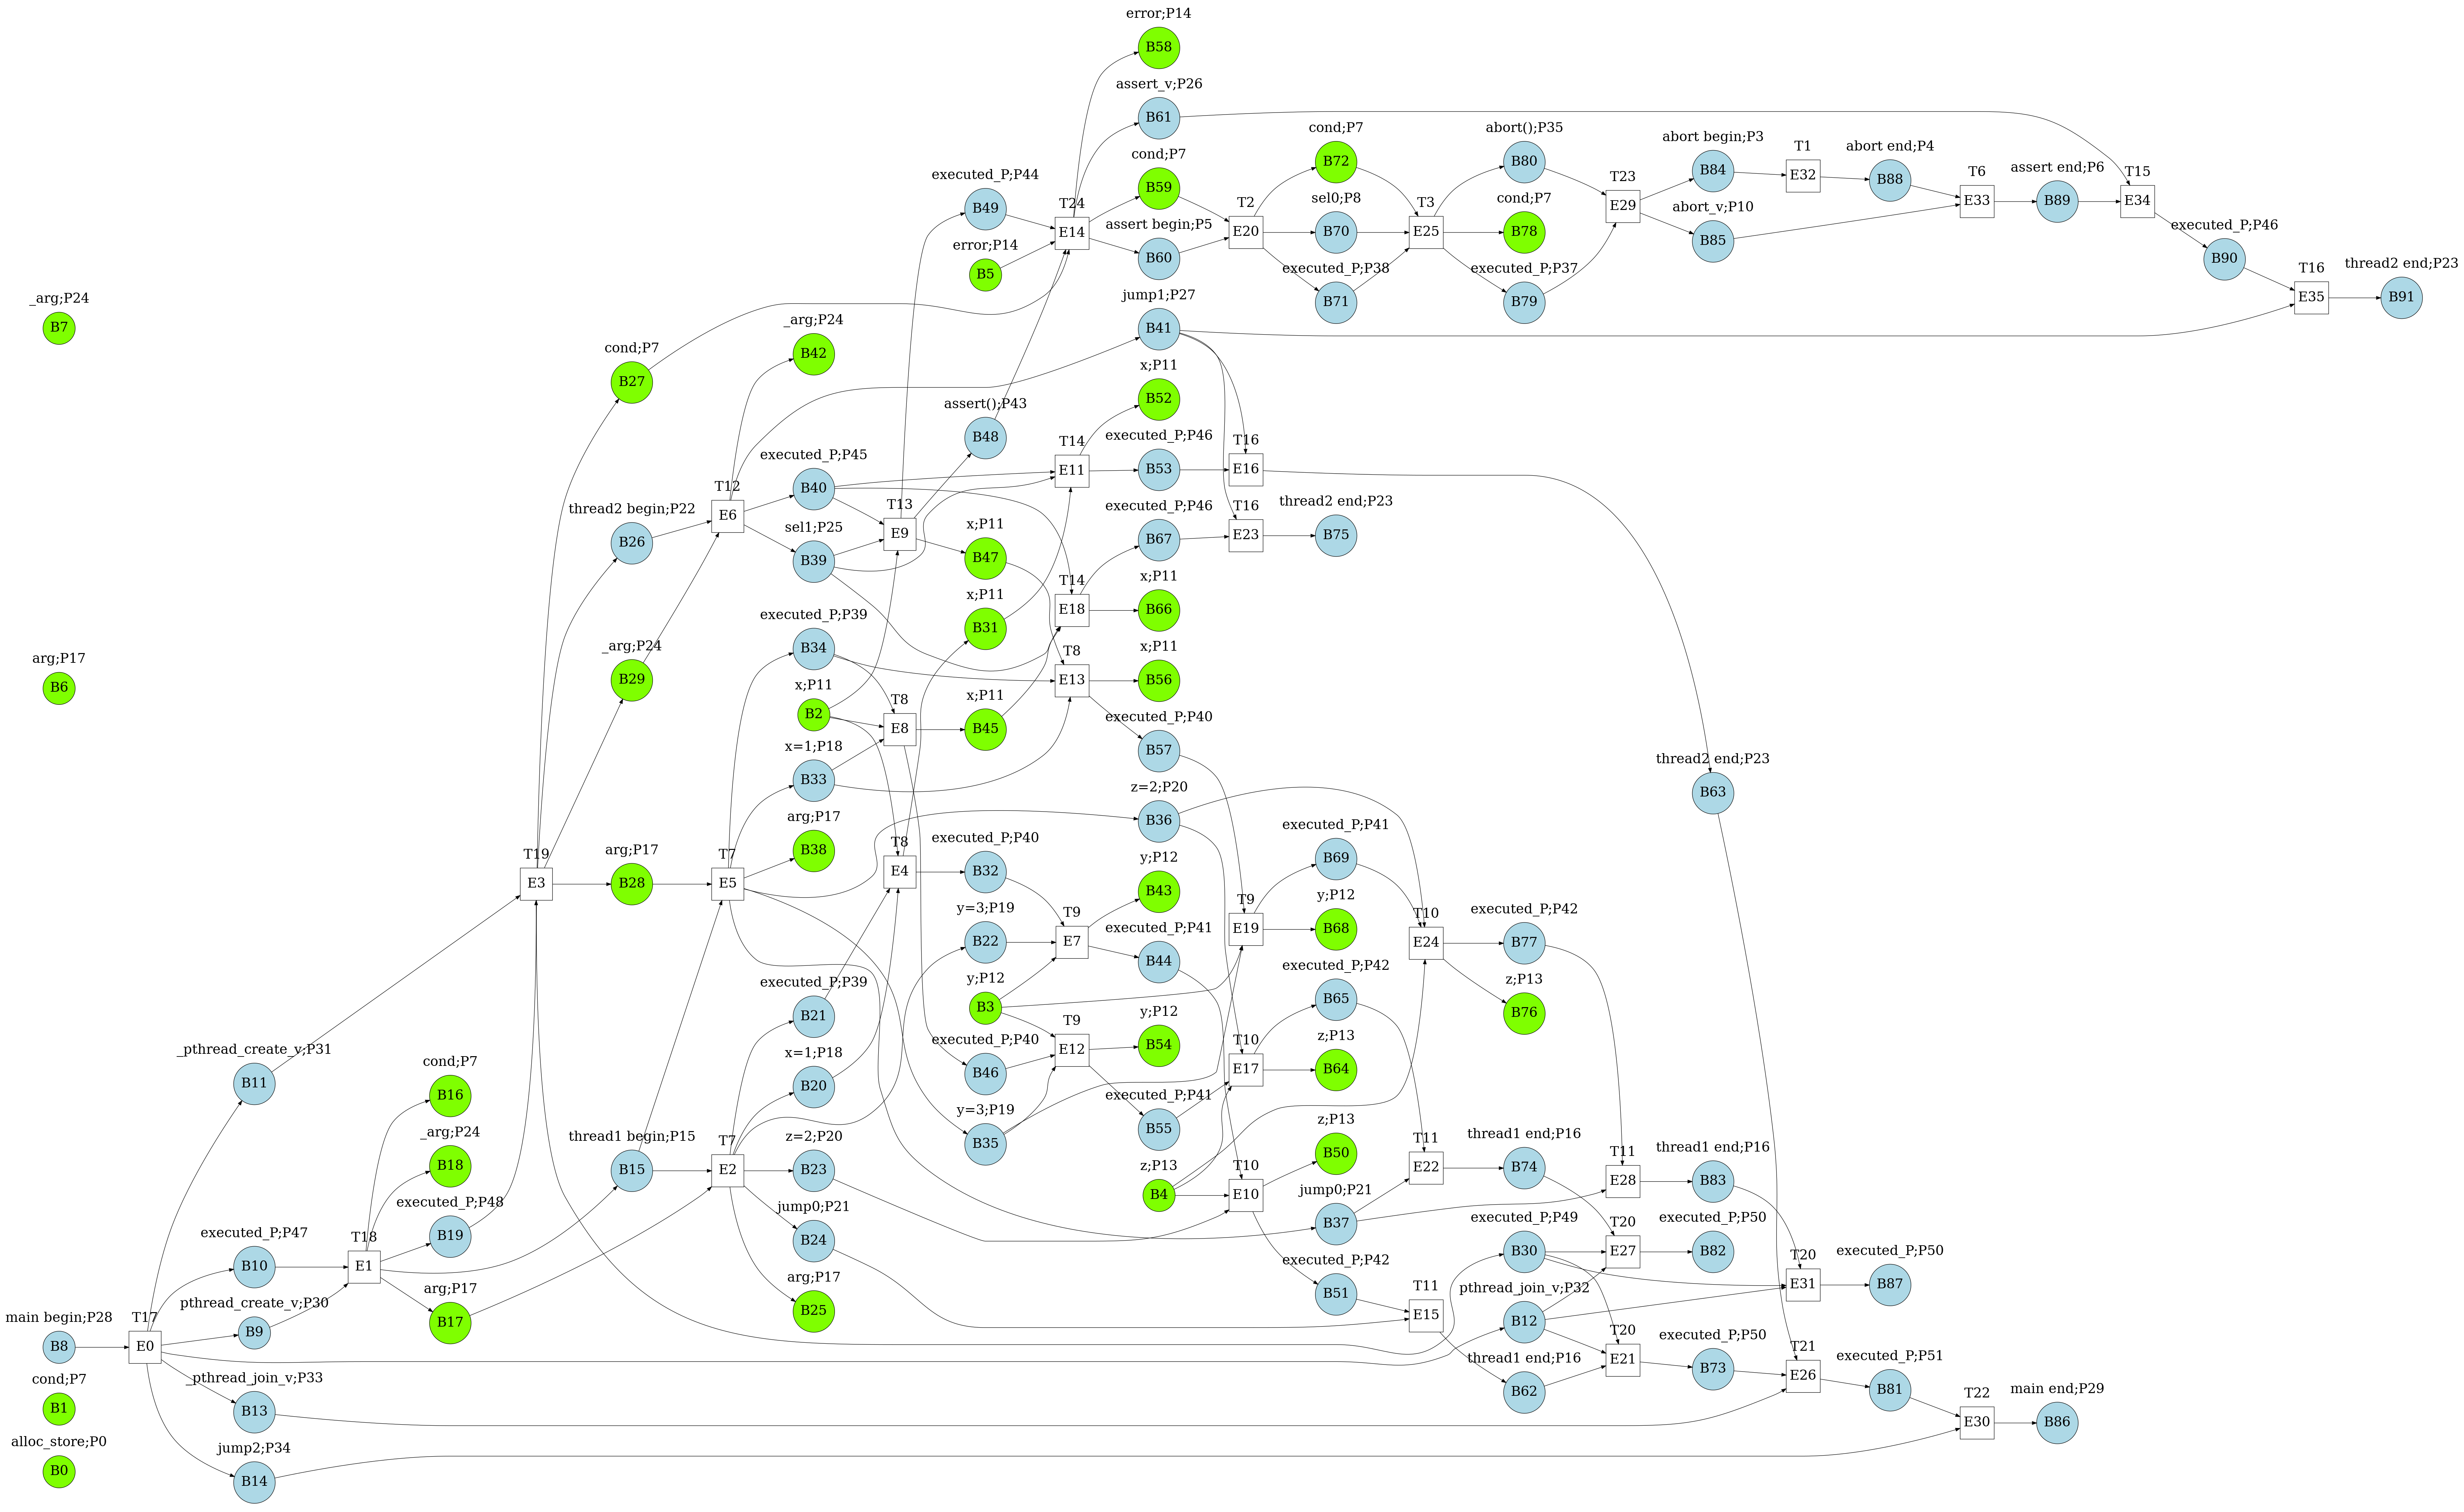 error;P14
B58
assert_v;P26
B61
cond;P7
B72
abort();P35
B80
abort begin;P3
B84
T1
E32
abort end;P4
B88
T6
E33
assert end;P6
B89
T15
E34
executed_P;P44
B49
T24
E14
cond;P7
B59
T2
E20
sel0;P8
B70
T3
E25
cond;P7
B78
T23
E29
abort_v;P10
B85
executed_P;P46
B90
error;P14
B5
assert begin;P5
B60
executed_P;P38
B71
executed_P;P37
B79
T16
E35
thread2 end;P23
B91
_arg;P24
B7
jump1;P27
B41
_arg;P24
B42
cond;P7
B27
x;P11
B52
assert();P43
B48
T14
E11
executed_P;P46
B53
T16
E16
executed_P;P45
B40
T12
E6
thread2 begin;P22
B26
sel1;P25
B39
T13
E9
x;P11
B47
executed_P;P46
B67
T16
E23
thread2 end;P23
B75
T14
E18
x;P11
B66
x;P11
B31
executed_P;P39
B34
arg;P17
B6
_arg;P24
B29
T8
E13
x;P11
B56
x;P11
B2
T8
E8
x;P11
B45
executed_P;P40
B57
x=1;P18
B33
thread2 end;P23
B63
z=2;P20
B36
arg;P17
B38
T19
E3
arg;P17
B28
T7
E5
T8
E4
executed_P;P40
B32
y;P12
B43
executed_P;P41
B69
y=3;P19
B22
T9
E7
executed_P;P41
B44
T9
E19
y;P12
B68
T10
E24
executed_P;P42
B77
executed_P;P39
B21
y;P12
B3
executed_P;P42
B65
z;P13
B76
_pthread_create_v;P31
B11
cond;P7
B16
x=1;P18
B20
executed_P;P40
B46
T9
E12
y;P12
B54
T10
E17
z;P13
B64
_arg;P24
B18
thread1 begin;P15
B15
T7
E2
z=2;P20
B23
y=3;P19
B35
executed_P;P41
B55
z;P13
B50
z;P13
B4
T10
E10
T11
E22
thread1 end;P16
B74
T11
E28
thread1 end;P16
B83
executed_P;P47
B10
T18
E1
executed_P;P48
B19
jump0;P21
B24
jump0;P21
B37
executed_P;P49
B30
T20
E27
executed_P;P50
B82
T20
E31
executed_P;P50
B87
main begin;P28
B8
T17
E0
pthread_create_v;P30
B9
arg;P17
B17
arg;P17
B25
executed_P;P42
B51
T11
E15
pthread_join_v;P32
B12
T20
E21
executed_P;P50
B73
cond;P7
B1
_pthread_join_v;P33
B13
thread1 end;P16
B62
T21
E26
executed_P;P51
B81
T22
E30
main end;P29
B86
alloc_store;P0
B0
jump2;P34
B14